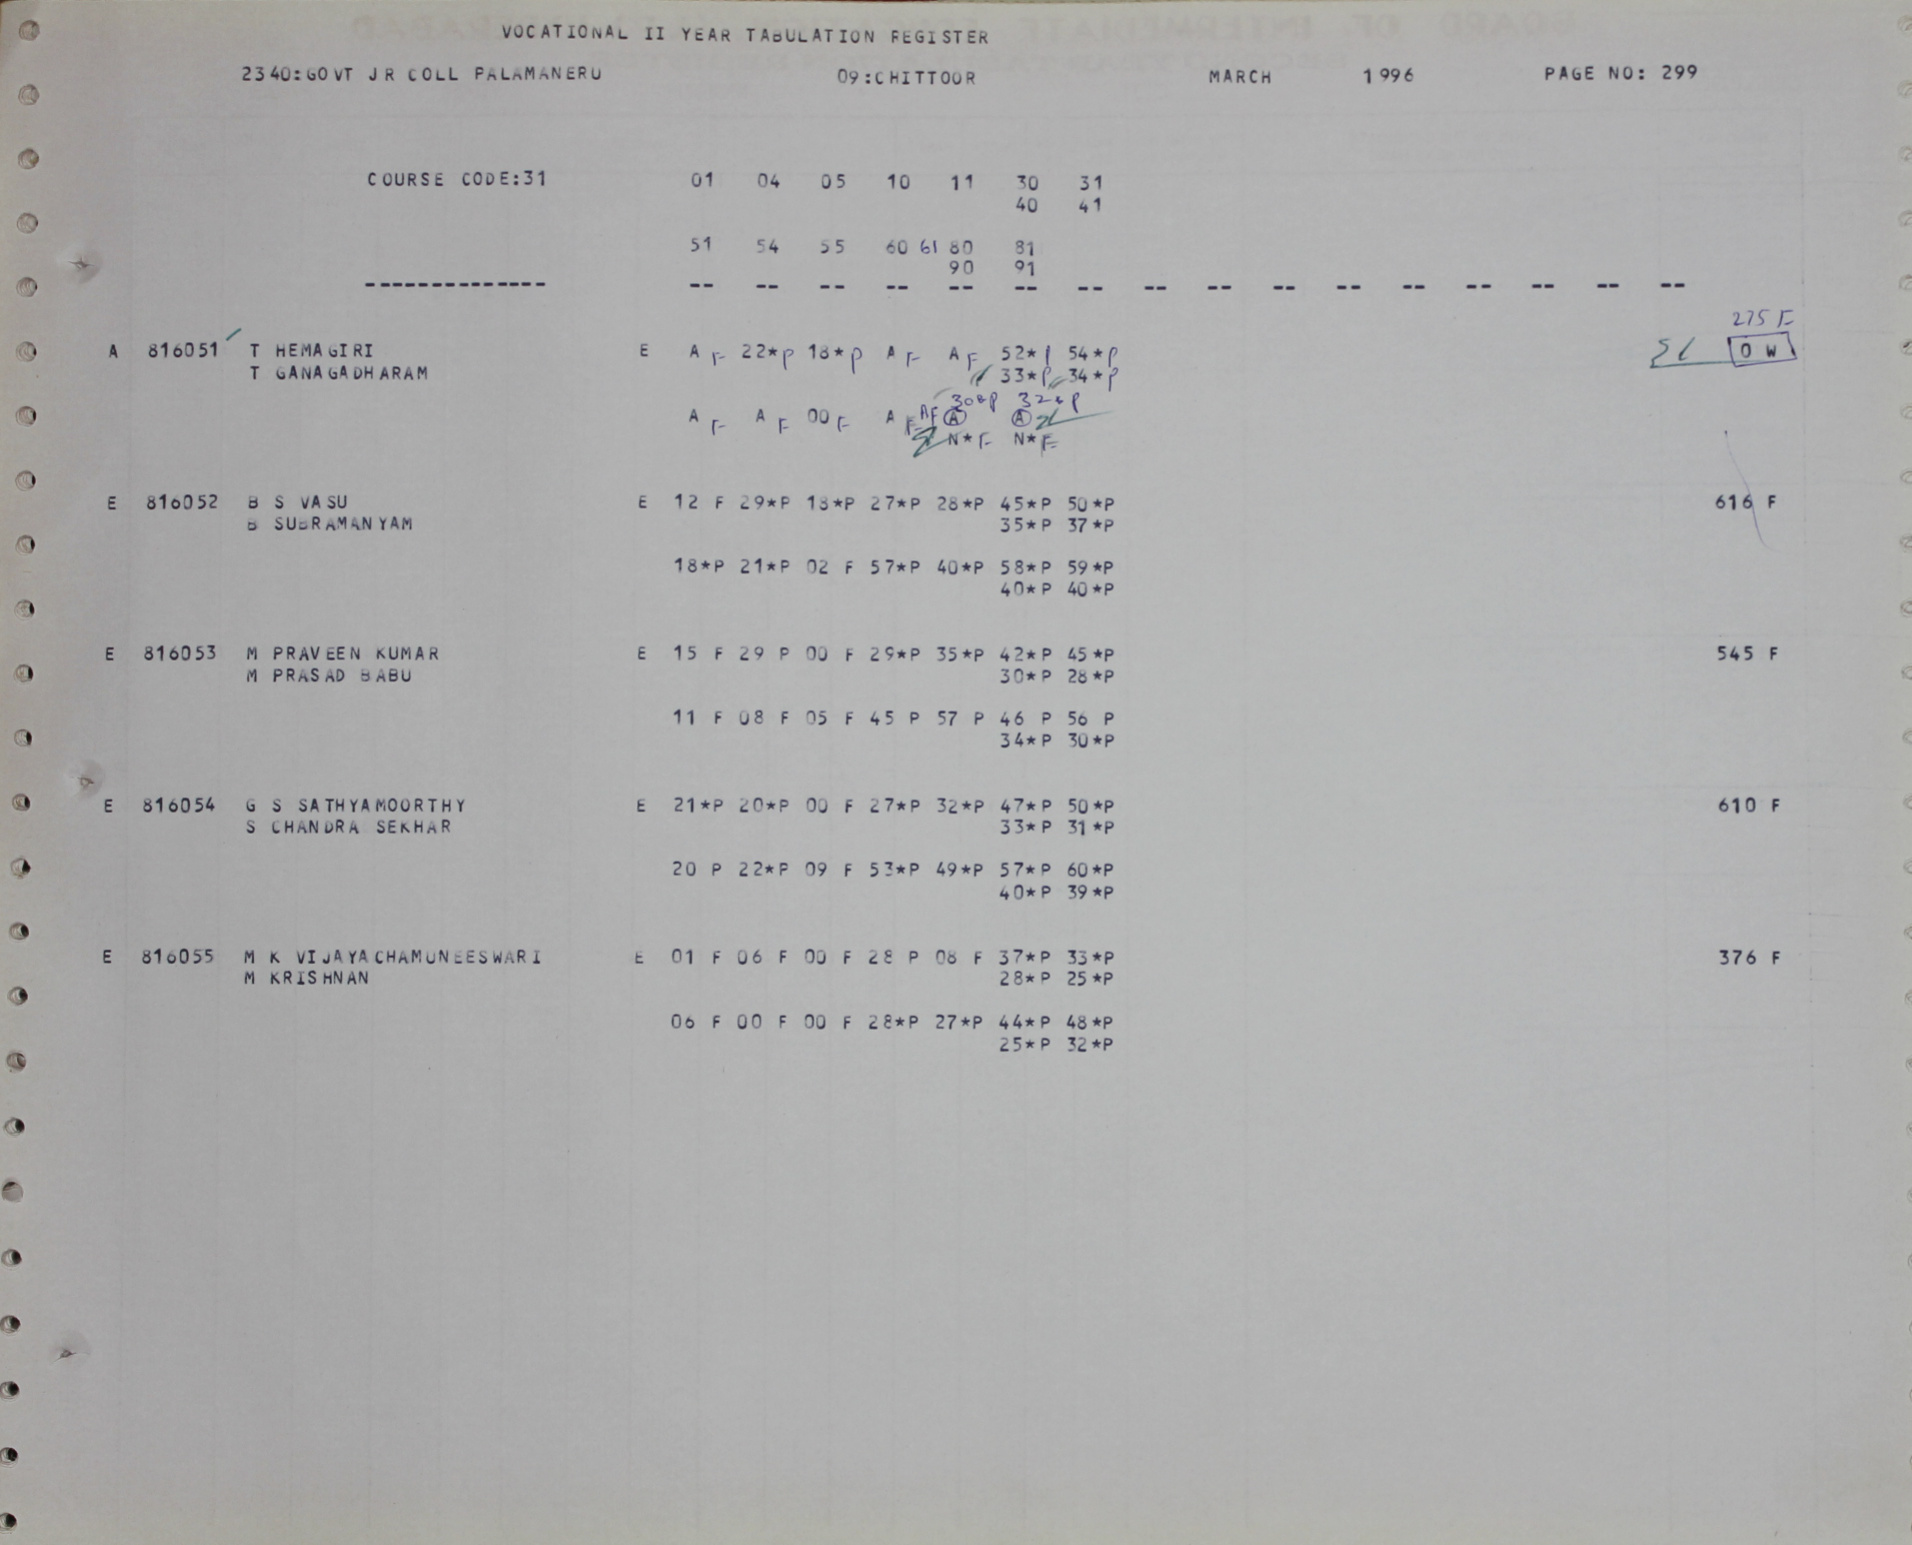 VOCATIONAL II YEAR TABULATION REGISTER
2340:GOVT JR COLL PALAMANERU 09:CHITTOOR MARCH 1996 PAGE NO: 299
COURSE CODE:31 01 04 05 10 11 30 31
40 41
51 54 55 60 61 80 81
90 91
-------------- -- -- -- -- -- -- -- -- -- -- -- -- -- -- -- --
275 F
A 816051 T HEMAGIRI E A F 22*P 18*P A F A F 52*P 54*P 0 W
T GANAGADHARAM 33*P 34*P
30*P 32*P
A F A F 00 F A F AF A A
N*F N*F
E 816052 B S VASU E 12 F 29*P 18*P 27*P 28*P 45*P 50*P 616 F
B SUBRAMANYAM 35*P 37*P
18*P 21*P 02 F 57*P 40*P 58*P 59*P
40*P 40*P
E 816053 M PRAVEEN KUMAR E 15 F 29 P 00 F 29*P 35*P 42*P 45*P 545 F
M PRASAD BABU 30*P 28*P
11 F 08 F 05 F 45 P 57 P 46 P 56 P
34*P 30*P
E 816054 G S SATHYAMOORTHY E 21*P 20*P 00 F 27*P 32*P 47*P 50*P 610 F
S CHANDRA SEKHAR 33*P 31*P
20 P 22*P 09 F 53*P 49*P 57*P 60*P
40*P 39*P
E 816055 M K VIJAYACHAMUNEESWARI E 01 F 06 F 00 F 28 P 08 F 37*P 33*P 376 F
M KRISHNAN 28*P 25*P
06 F 00 F 00 F 28*P 27*P 44*P 48*P
25*P 32*P